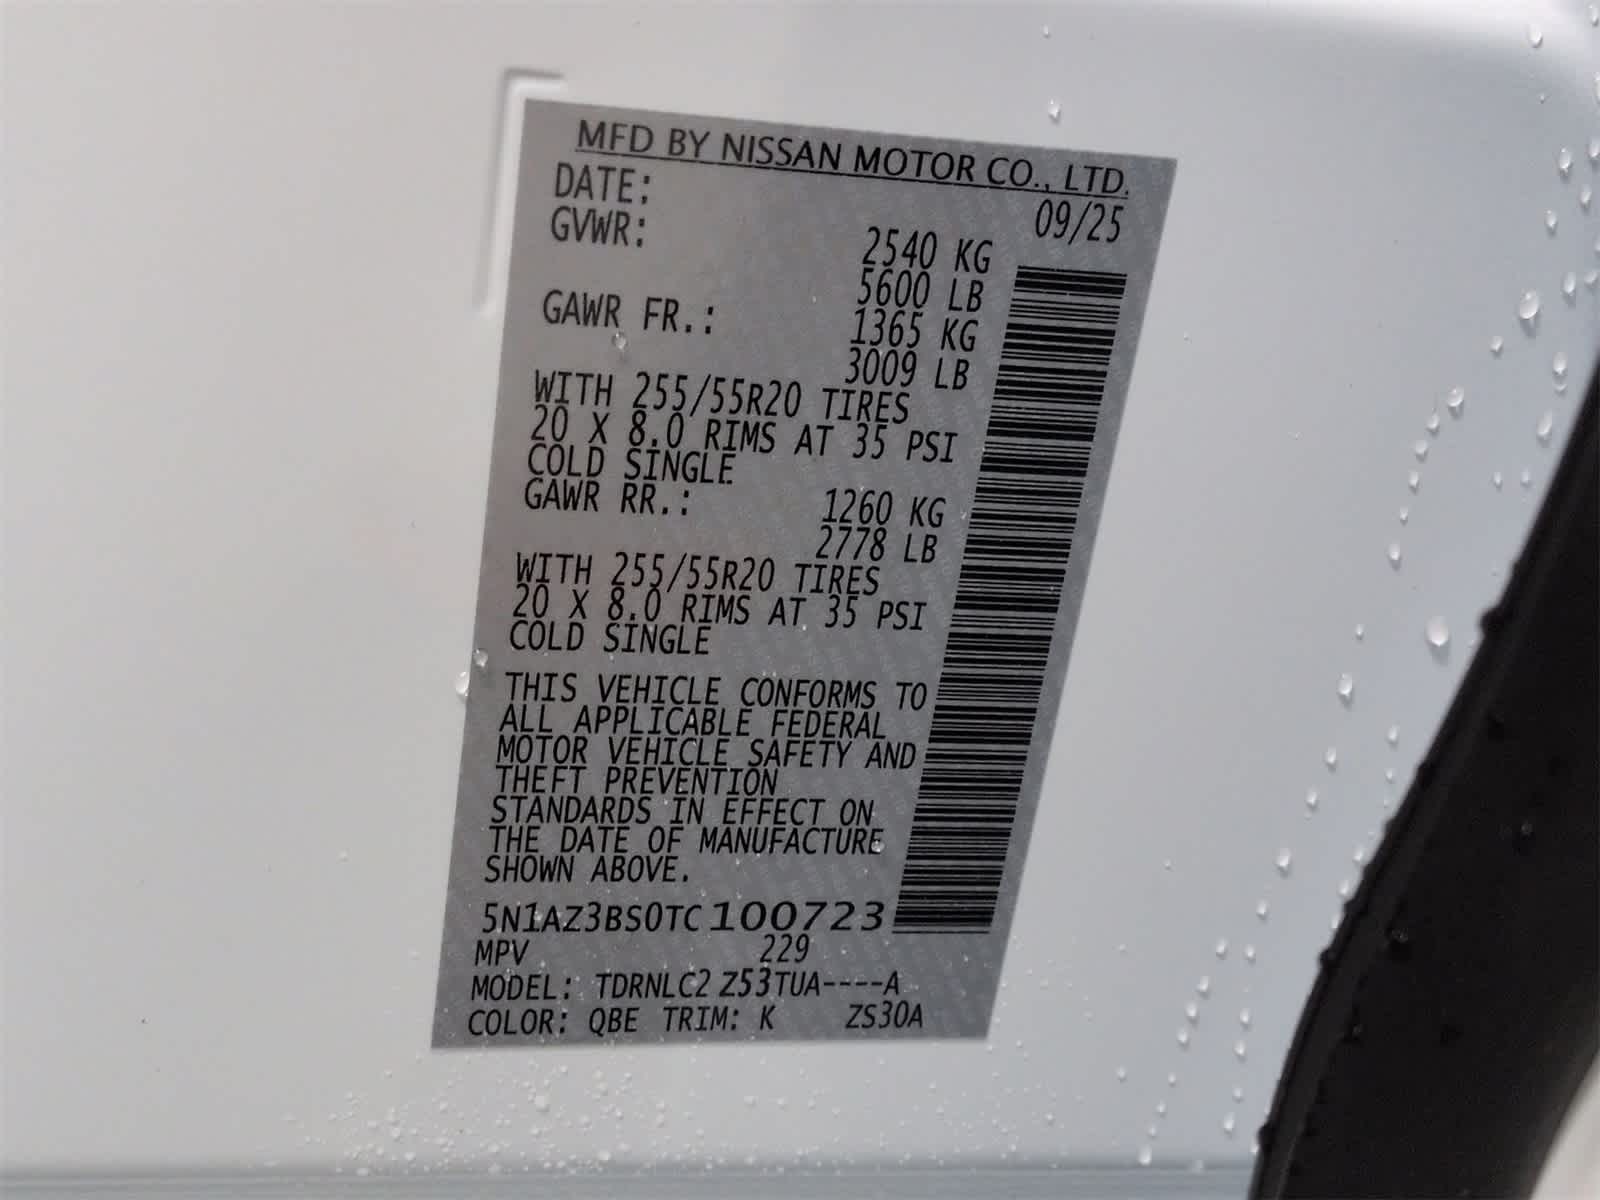 MFD BY NISSAN MOTOR CO., LTD.
DATE: 09/25
GVWR: 2540 KG
5600 LB
GAWR FR.: 1365 KG
3009 LB
WITH 255/55R20 TIRES
20 X 8.0 RIMS AT 35 PSI
COLD SINGLE
GAWR RR.: 1260 KG
2778 LB
WITH 255/55R20 TIRES
20 X 8.0 RIMS AT 35 PSI
COLD SINGLE
THIS VEHICLE CONFORMS TO
ALL APPLICABLE FEDERAL
MOTOR VEHICLE SAFETY AND
THEFT PREVENTION
STANDARDS IN EFFECT ON
THE DATE OF MANUFACTURE
SHOWN ABOVE.
5N1AZ3BS0TC100723
MPV 229
MODEL: TDRNLC2 Z53TUA----A
COLOR: QBE TRIM: K ZS30A